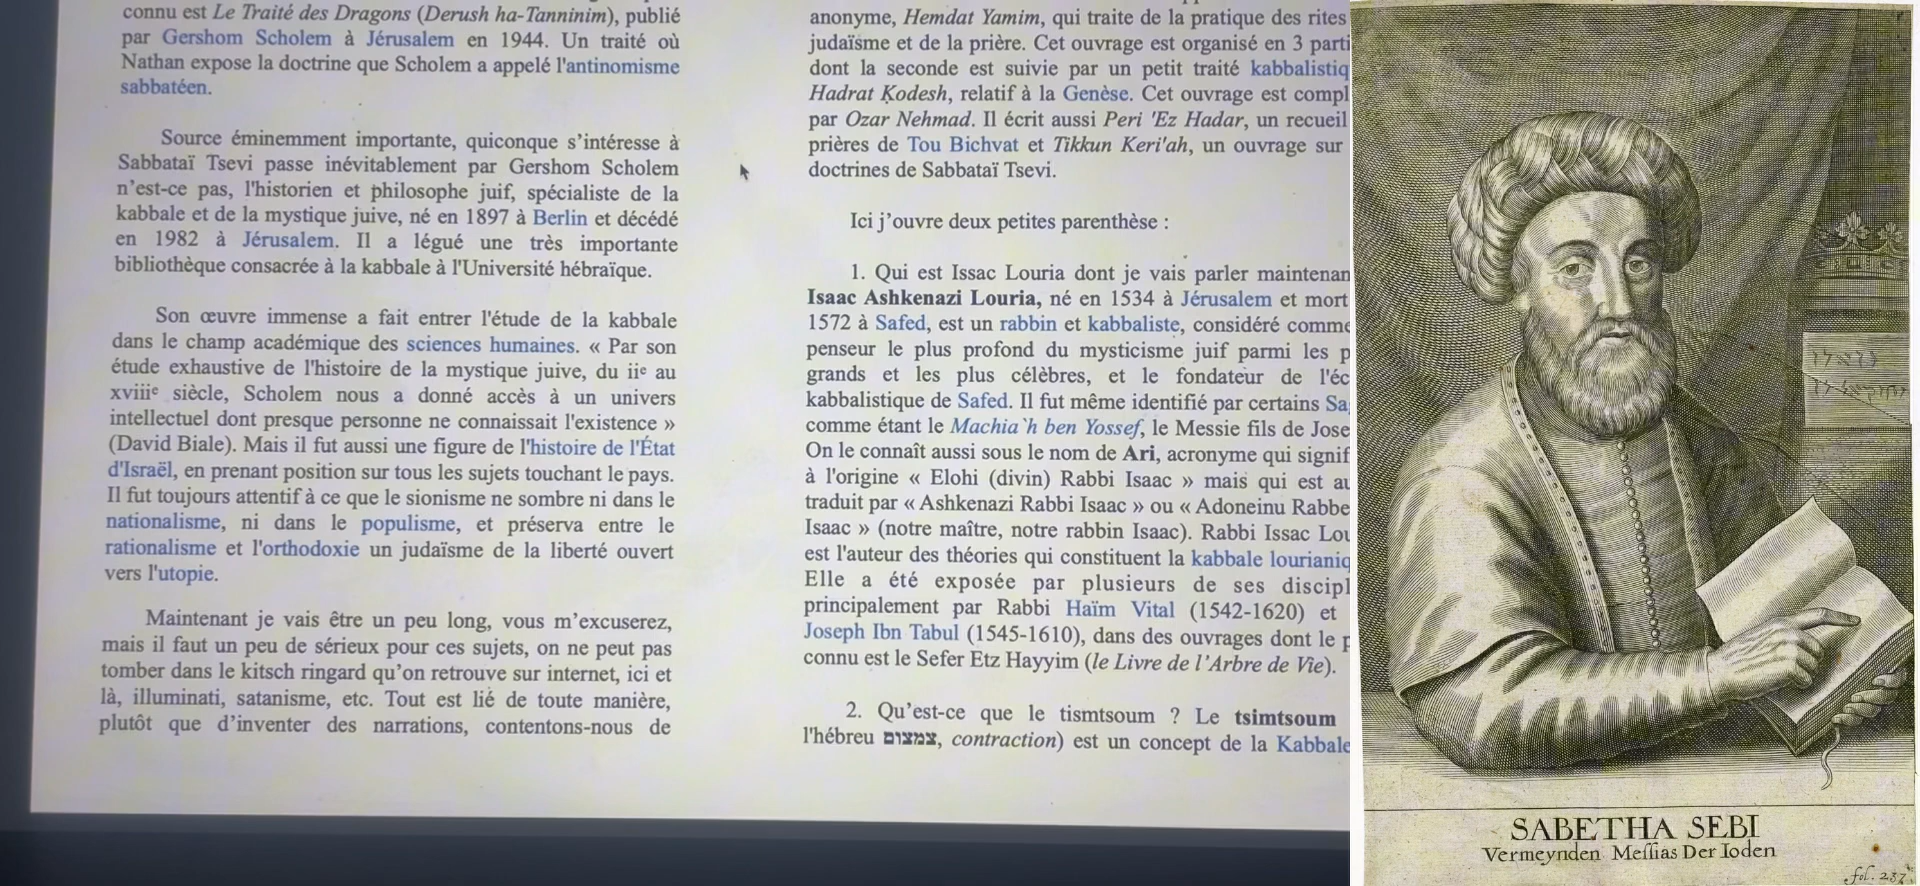 connu est Le Traité des Dragons (Derush ha-Tanninim), publié
par Gershom Scholem à Jérusalem en 1944. Un traité où
Nathan expose la doctrine que Scholem a appelé l'antinomisme
sabbatéen.
Source éminemment importante, quiconque s’intéresse à
Sabbataï Tsevi passe inévitablement par Gershom Scholem
n’est-ce pas, l'historien et philosophe juif, spécialiste de la
kabbale et de la mystique juive, né en 1897 à Berlin et décédé
en 1982 à Jérusalem. Il a légué une très importante
bibliothèque consacrée à la kabbale à l'Université hébraïque.
Son œuvre immense a fait entrer l'étude de la kabbale
dans le champ académique des sciences humaines. « Par son
étude exhaustive de l'histoire de la mystique juive, du iie au
xviiie siècle, Scholem nous a donné accès à un univers
intellectuel dont presque personne ne connaissait l'existence »
(David Biale). Mais il fut aussi une figure de l'histoire de l'État
d'Israël, en prenant position sur tous les sujets touchant le pays.
Il fut toujours attentif à ce que le sionisme ne sombre ni dans le
nationalisme, ni dans le populisme, et préserva entre le
rationalisme et l'orthodoxie un judaïsme de la liberté ouvert
vers l'utopie.
Maintenant je vais être un peu long, vous m’excuserez,
mais il faut un peu de sérieux pour ces sujets, on ne peut pas
tomber dans le kitsch ringard qu’on retrouve sur internet, ici et
là, illuminati, satanisme, etc. Tout est lié de toute manière,
plutôt que d’inventer des narrations, contentons-nous de
anonyme, Hemdat Yamim, qui traite de la pratique des rites
judaïsme et de la prière. Cet ouvrage est organisé en 3 parti
dont la seconde est suivie par un petit traité kabbalistiq
Hadrat Ḳodesh, relatif à la Genèse. Cet ouvrage est compl
par Ozar Nehmad. Il écrit aussi Peri 'Ez Hadar, un recueil
prières de Tou Bichvat et Tikkun Keri'ah, un ouvrage sur
doctrines de Sabbataï Tsevi.
Ici j’ouvre deux petites parenthèse :
1. Qui est Issac Louria dont je vais parler maintenan
Isaac Ashkenazi Louria, né en 1534 à Jérusalem et mort
1572 à Safed, est un rabbin et kabbaliste, considéré comme
penseur le plus profond du mysticisme juif parmi les p
grands et les plus célèbres, et le fondateur de l'éc
kabbalistique de Safed. Il fut même identifié par certains Sa
comme étant le Machia`h ben Yossef, le Messie fils de Jose
On le connaît aussi sous le nom de Ari, acronyme qui signif
à l'origine « Elohi (divin) Rabbi Isaac » mais qui est au
traduit par « Ashkenazi Rabbi Isaac » ou « Adoneinu Rabbe
Isaac » (notre maître, notre rabbin Isaac). Rabbi Issac Lou
est l'auteur des théories qui constituent la kabbale lourianiq
Elle a été exposée par plusieurs de ses discipl
principalement par Rabbi Haïm Vital (1542-1620) et
Joseph Ibn Tabul (1545-1610), dans des ouvrages dont le p
connu est le Sefer Etz Hayyim (le Livre de l’Arbre de Vie).
2. Qu’est-ce que le tismtsoum ? Le tsimtsoum
l'hébreu צמצום, contraction) est un concept de la Kabbale
SABETHA SEBI
Vermeynden Messias Der Ioden
fol. 237